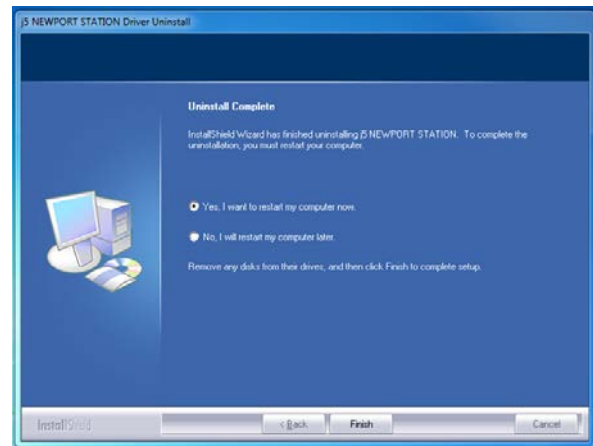 j5 NEWPORT STATION Driver Uninstall
Uninstall Complete
InstallShield Wizard has finished uninstalling j5 NEWPORT STATION. To complete the
uninstallation, you must restart your computer.
Yes, I want to restart my computer now.
No, I will restart my computer later.
Remove any disks from their drives, and then click Finish to complete setup.
InstallShield
< Back
Finish
Cancel